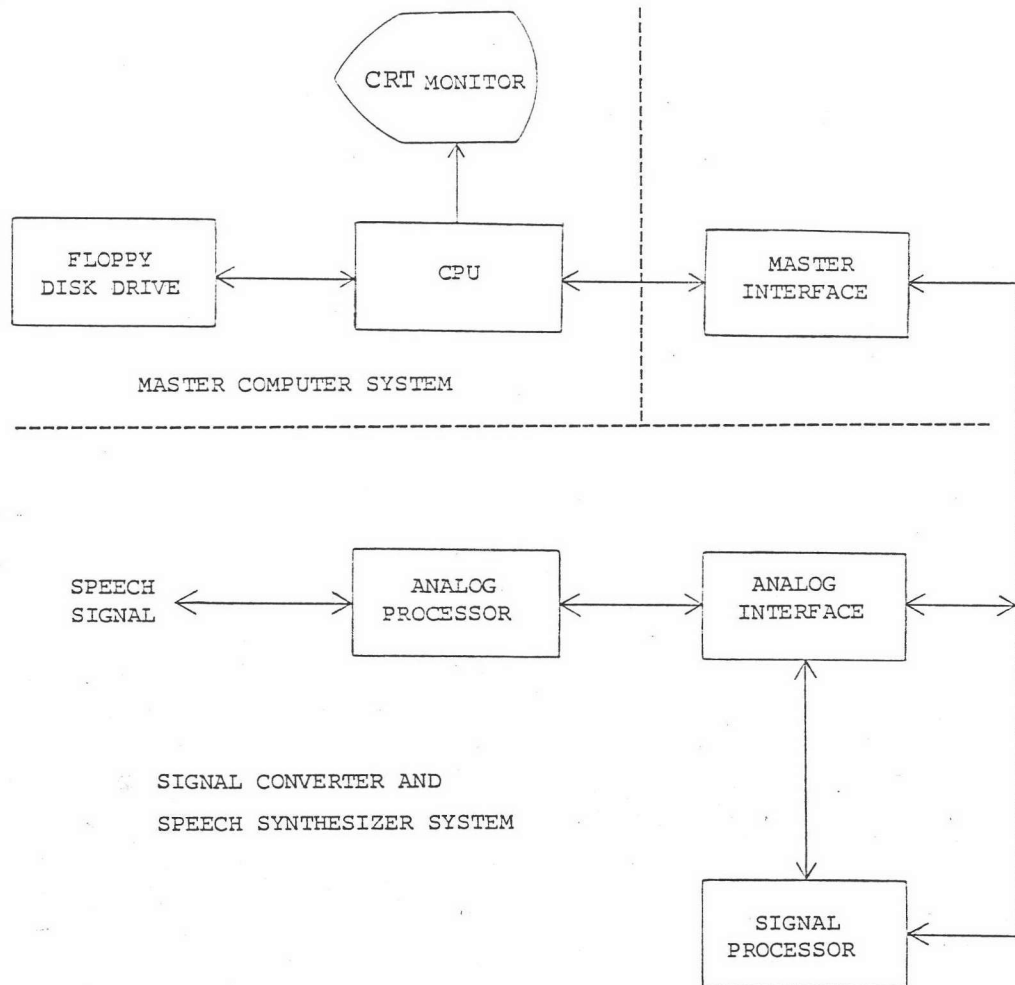 CRT MONITOR
FLOPPY
DISK DRIVE
CPU
MASTER
INTERFACE
MASTER COMPUTER SYSTEM
SPEECH
SIGNAL
ANALOG
PROCESSOR
ANALOG
INTERFACE
SIGNAL CONVERTER AND
SPEECH SYNTHESIZER SYSTEM
SIGNAL
PROCESSOR